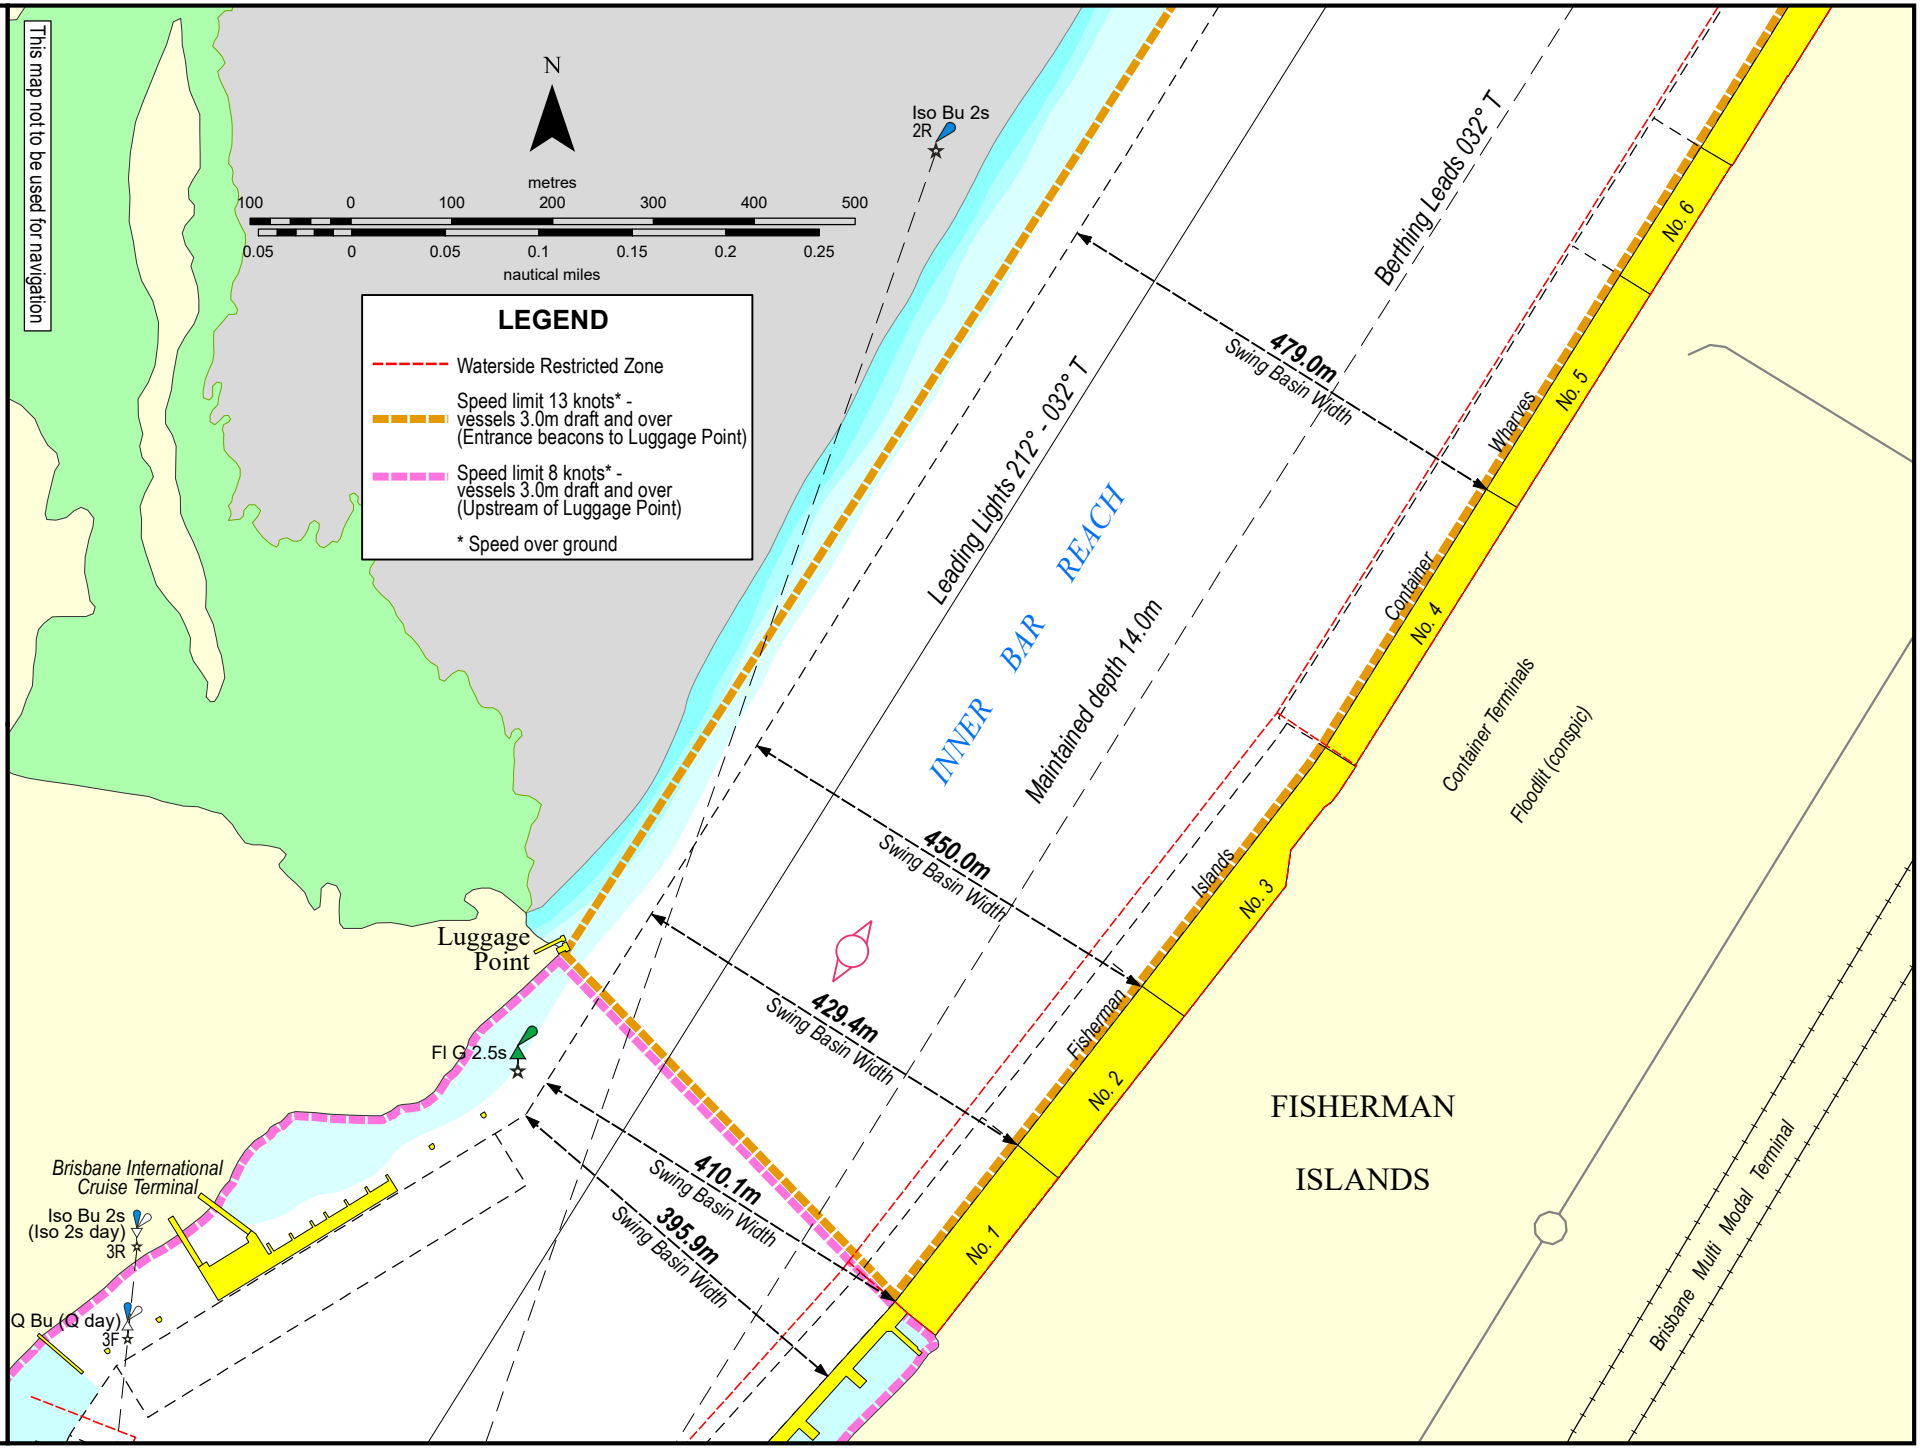 This map not to be used for navigation
N
metres
100 0 100 200 300 400 500
0.05 0 0.05 0.1 0.15 0.2 0.25
nautical miles
LEGEND
Waterside Restricted Zone
Speed limit 13 knots* -
vessels 3.0m draft and over
(Entrance beacons to Luggage Point)
Speed limit 8 knots* -
vessels 3.0m draft and over
(Upstream of Luggage Point)
* Speed over ground
Iso Bu 2s
2R
Berthing Leads 032° T
Leading Lights 212° - 032° T
479.0m
Swing Basin Width
INNER BAR REACH
Maintained depth 14.0m
450.0m
Swing Basin Width
429.4m
Swing Basin Width
410.1m
Swing Basin Width
395.9m
Swing Basin Width
No. 6
No. 5
No. 4
No. 3
No. 2
No. 1
Fisherman Islands Container Wharves
Container Terminals
Floodlit (conspic)
FISHERMAN
ISLANDS
Brisbane Multi Modal Terminal
Luggage
Point
Fl G 2.5s
Brisbane International
Cruise Terminal
Iso Bu 2s
(Iso 2s day)
3R
Q Bu (Q day)
3F